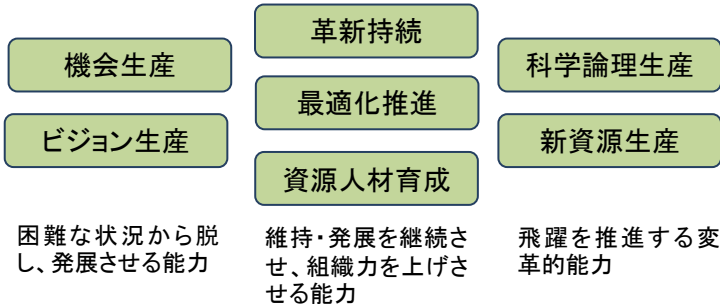 機会生産
ビジョン生産
困難な状況から脱
し、発展させる能力
革新持続
最適化推進
資源人材育成
維持・発展を継続さ
せ、組織力を上げさ
せる能力
科学論理生産
新資源生産
飛躍を推進する変
革的能力